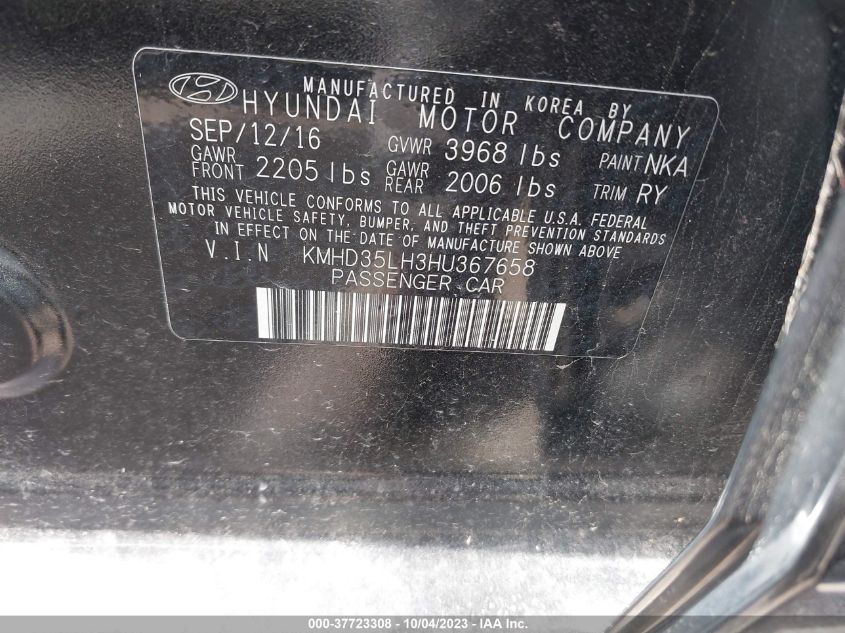 MANUFACTURED IN KOREA BY
HYUNDAI MOTOR COMPANY
SEP/12/16 GVWR 3968 lbs PAINT NKA
GAWR FRONT 2205 lbs GAWR REAR 2006 lbs TRIM RY
THIS VEHICLE CONFORMS TO ALL APPLICABLE U.S.A. FEDERAL
MOTOR VEHICLE SAFETY, BUMPER, AND THEFT PREVENTION STANDARDS
IN EFFECT ON THE DATE OF MANUFACTURE SHOWN ABOVE
V.I.N KMHD35LH3HU367658
PASSENGER CAR
000-37723308 - 10/04/2023 - IAA Inc.